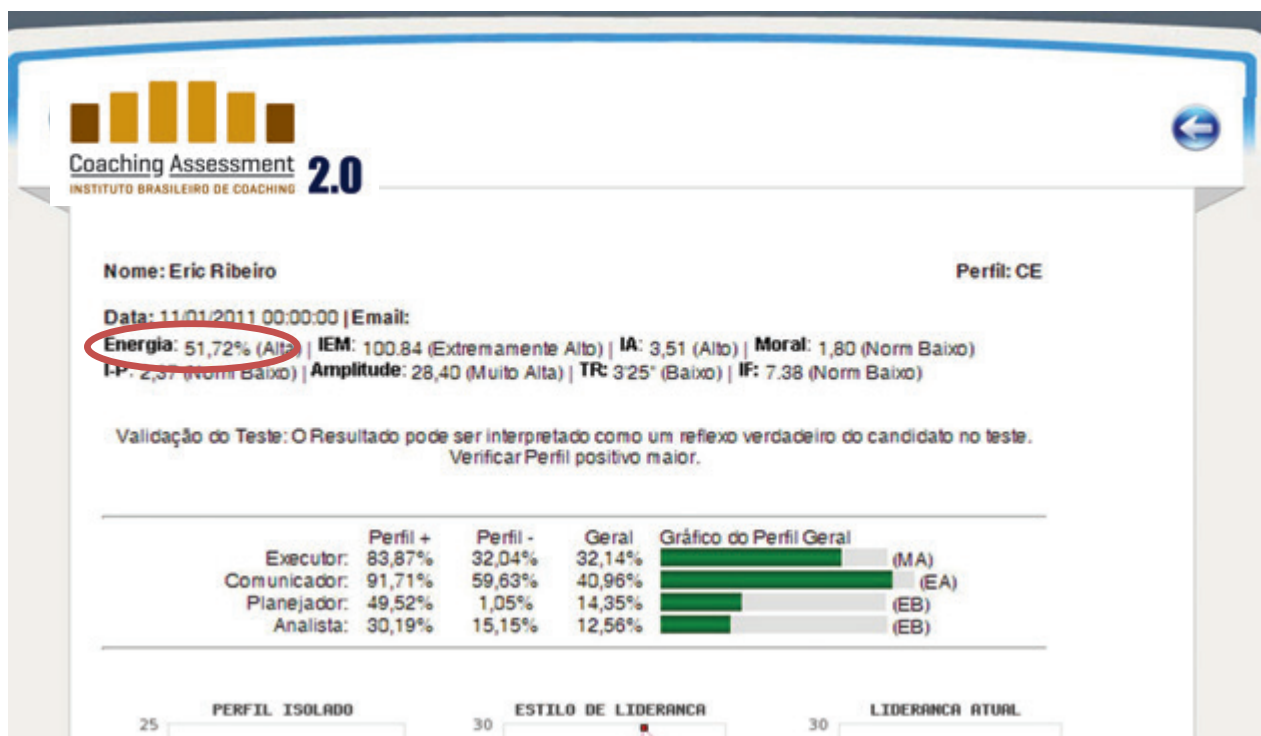 Coaching Assessment 2.0
INSTITUTO BRASILEIRO DE COACHING
Nome: Eric Ribeiro Perfil: CE
Data: 11/01/2011 00:00:00 | Email:
Energia: 51,72% (Alta) | IEM: 100.84 (Extremamente Alto) | IA: 3,51 (Alto) | Moral: 1,80 (Norm Baixo)
I-P: 2,37 (Norm Baixo) | Amplitude: 28,40 (Muito Alta) | TR: 3'25" (Baixo) | IF: 7.38 (Norm Baixo)
Validação do Teste: O Resultado pode ser interpretado como um reflexo verdadeiro do candidato no teste.
Verificar Perfil positivo maior.
Perfil + Perfil - Geral Gráfico do Perfil Geral
Executor: 83,87% 32,04% 32,14% (MA)
Comunicador: 91,71% 59,63% 40,96% (EA)
Planejador: 49,52% 1,05% 14,35% (EB)
Analista: 30,19% 15,15% 12,56% (EB)
PERFIL ISOLADO ESTILO DE LIDERANCA LIDERANCA ATUAL
25 30 30